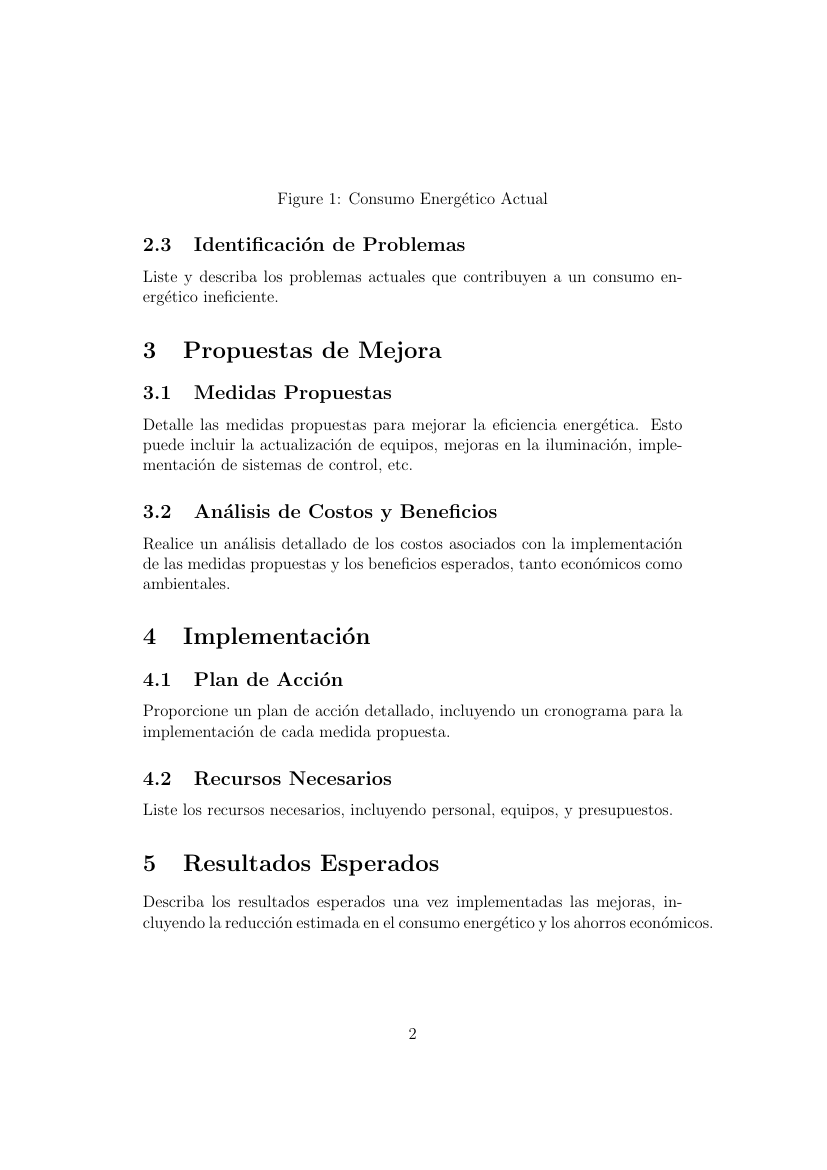 Figure 1: Consumo Energético Actual
2.3 Identificación de Problemas
Liste y describa los problemas actuales que contribuyen a un consumo en-
ergético ineficiente.
3 Propuestas de Mejora
3.1 Medidas Propuestas
Detalle las medidas propuestas para mejorar la eficiencia energética. Esto
puede incluir la actualización de equipos, mejoras en la iluminación, imple-
mentación de sistemas de control, etc.
3.2 Análisis de Costos y Beneficios
Realice un análisis detallado de los costos asociados con la implementación
de las medidas propuestas y los beneficios esperados, tanto económicos como
ambientales.
4 Implementación
4.1 Plan de Acción
Proporcione un plan de acción detallado, incluyendo un cronograma para la
implementación de cada medida propuesta.
4.2 Recursos Necesarios
Liste los recursos necesarios, incluyendo personal, equipos, y presupuestos.
5 Resultados Esperados
Describa los resultados esperados una vez implementadas las mejoras, in-
cluyendo la reducción estimada en el consumo energético y los ahorros económicos.
2